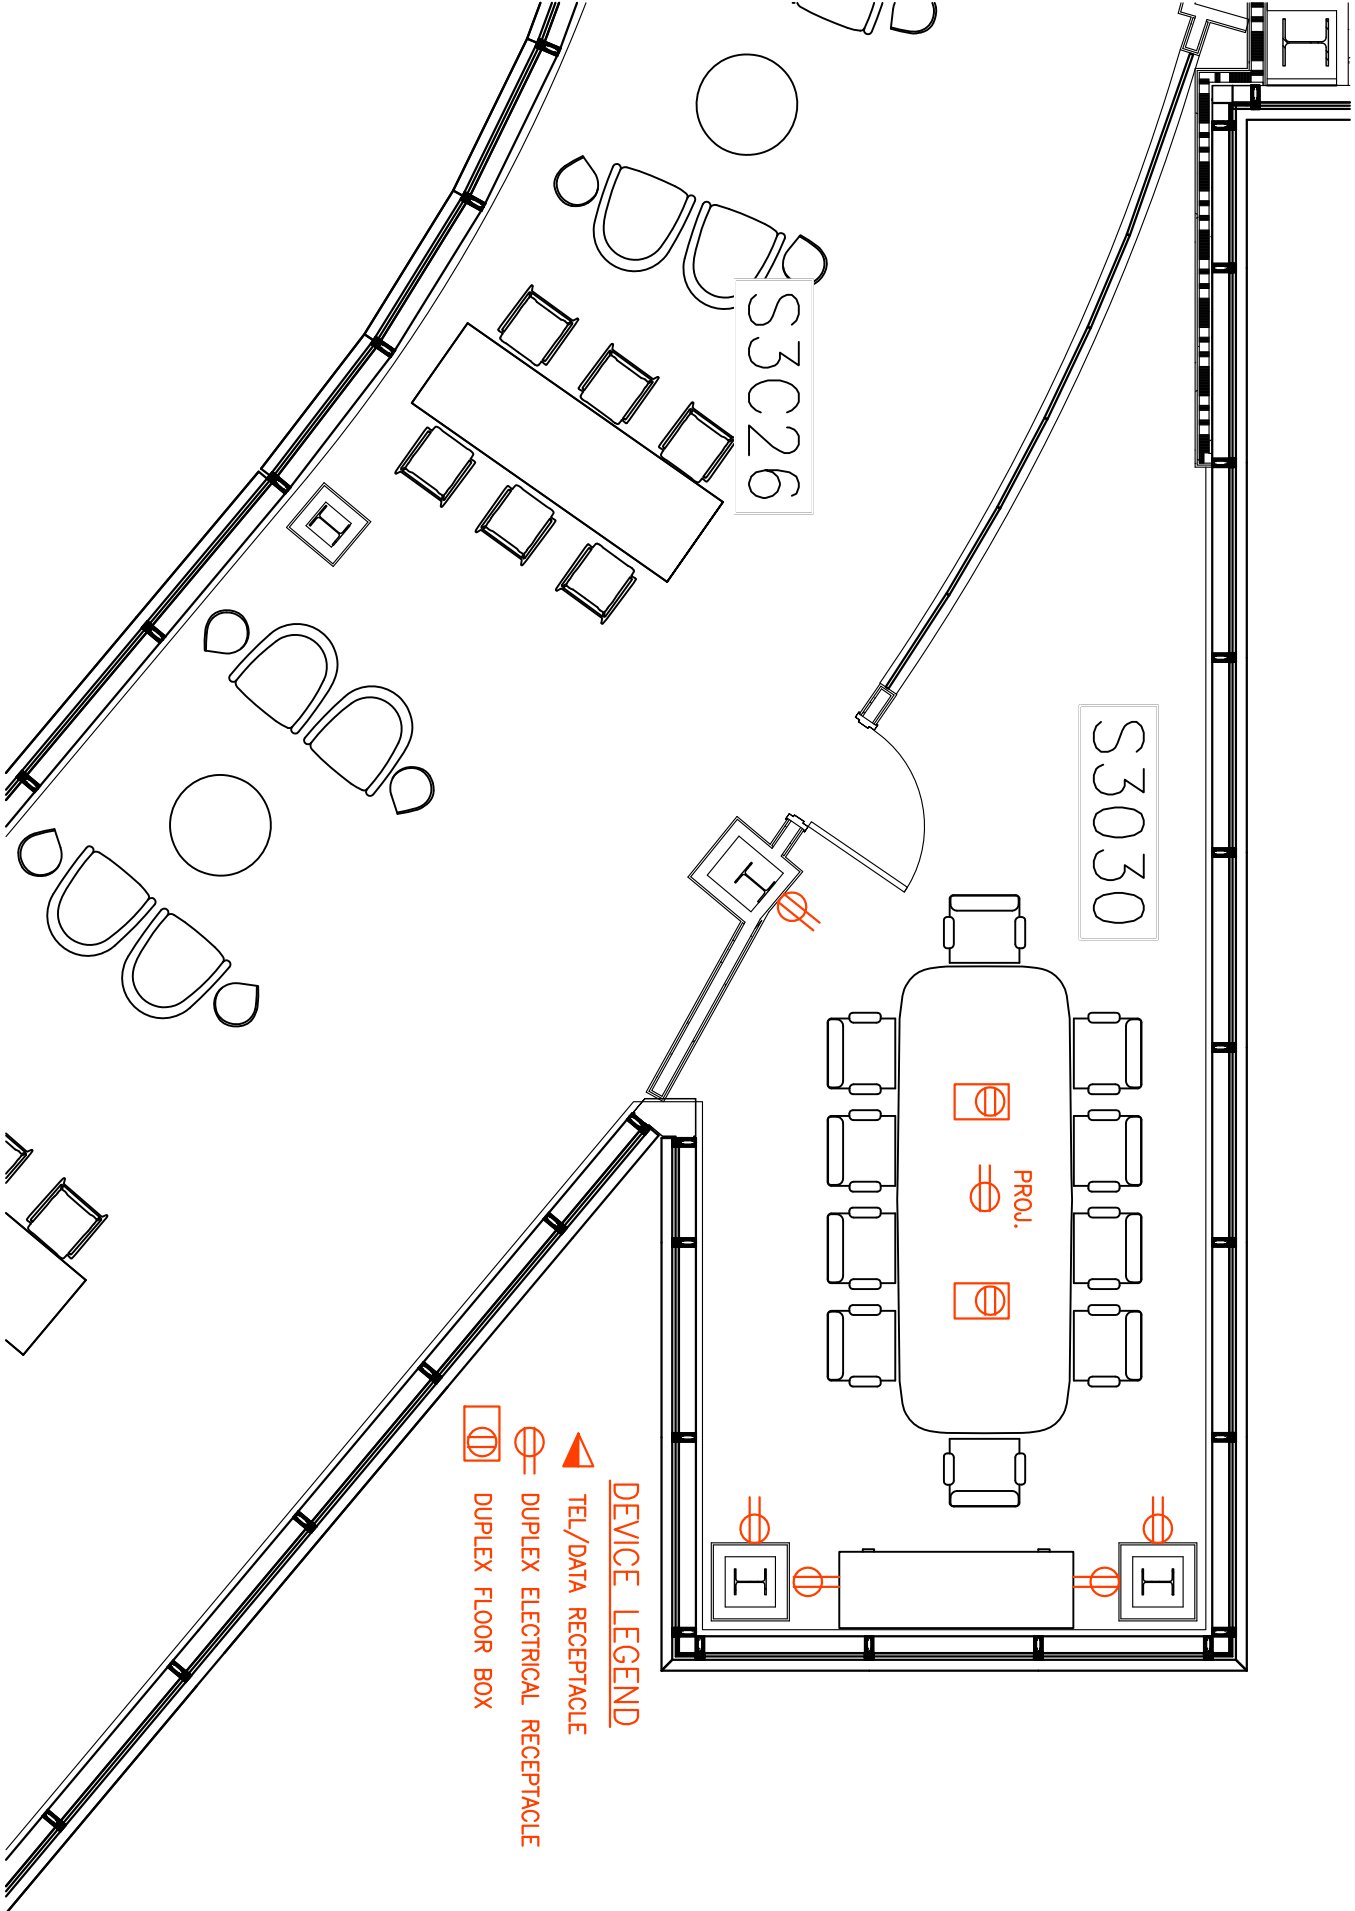 S3C26
S3030
PROJ.
DEVICE LEGEND
TEL/DATA RECEPTACLE
DUPLEX ELECTRICAL RECEPTACLE
DUPLEX FLOOR BOX